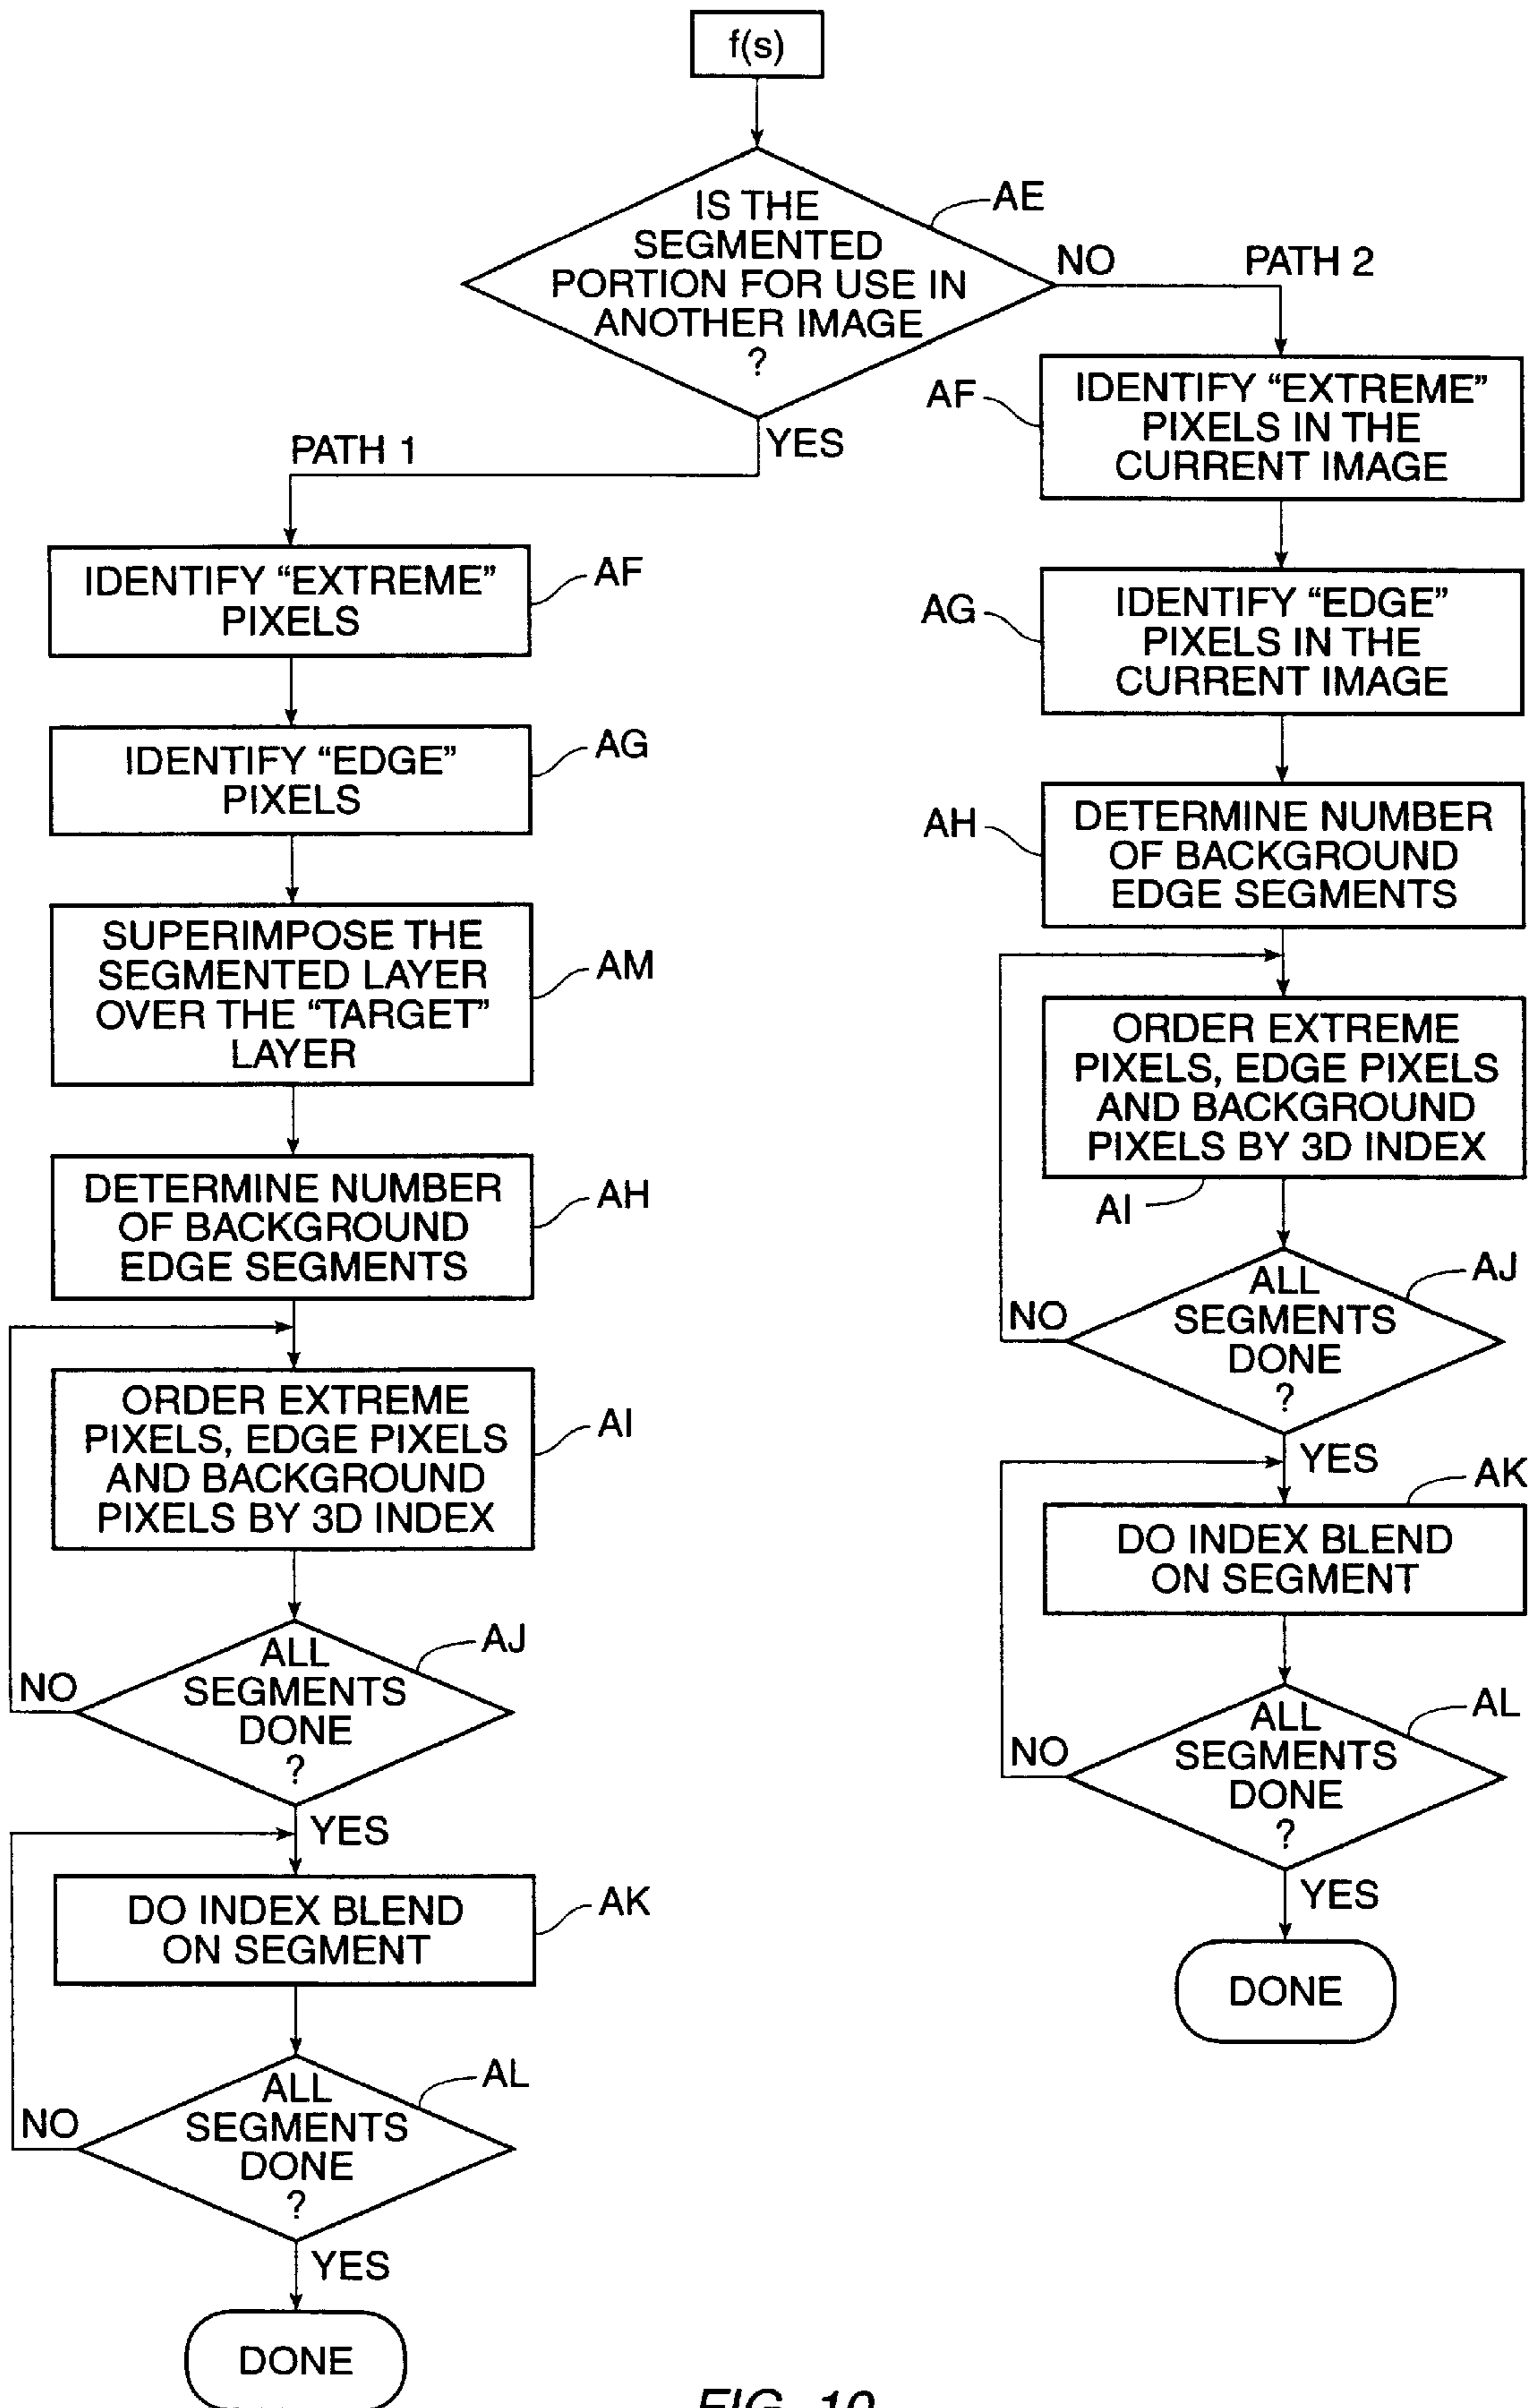 f(s)
IS THE
SEGMENTED
PORTION FOR USE IN
ANOTHER IMAGE
?
AE
NO
PATH 2
YES
PATH 1
IDENTIFY “EXTREME”
PIXELS
AF
IDENTIFY “EDGE”
PIXELS
AG
SUPERIMPOSE THE
SEGMENTED LAYER
OVER THE “TARGET”
LAYER
AM
DETERMINE NUMBER
OF BACKGROUND
EDGE SEGMENTS
AH
ORDER EXTREME
PIXELS, EDGE PIXELS
AND BACKGROUND
PIXELS BY 3D INDEX
AI
ALL
SEGMENTS
DONE
?
AJ
NO
YES
DO INDEX BLEND
ON SEGMENT
AK
ALL
SEGMENTS
DONE
?
AL
NO
YES
DONE
AF
IDENTIFY “EXTREME”
PIXELS IN THE
CURRENT IMAGE
AG
IDENTIFY “EDGE”
PIXELS IN THE
CURRENT IMAGE
AH
DETERMINE NUMBER
OF BACKGROUND
EDGE SEGMENTS
ORDER EXTREME
PIXELS, EDGE PIXELS
AND BACKGROUND
PIXELS BY 3D INDEX
AI
ALL
SEGMENTS
DONE
?
AJ
NO
YES
DO INDEX BLEND
ON SEGMENT
AK
ALL
SEGMENTS
DONE
?
AL
NO
YES
DONE
FIG. 10